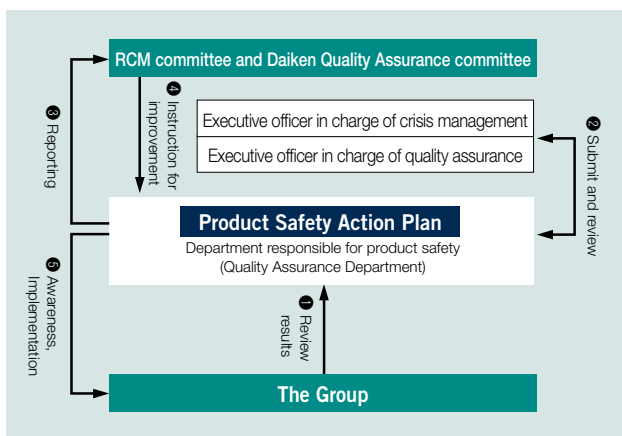 RCM committee and Daiken Quality Assurance committee
❹ Instruction for
improvement
Executive officer in charge of crisis management
Executive officer in charge of quality assurance
❸ Reporting
❷ Submit and review
Product Safety Action Plan
Department responsible for product safety
(Quality Assurance Department)
❺ Awareness,
Implementation
❶ Review
results
The Group